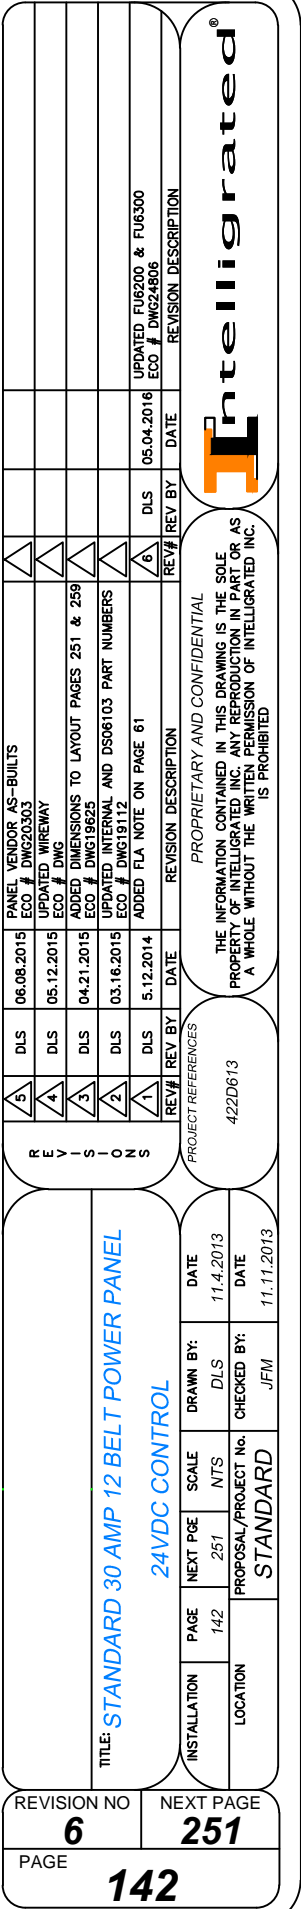 REVISION NO
6
NEXT PAGE
251
PAGE
142
TITLE: STANDARD 30 AMP 12 BELT POWER PANEL
24VDC CONTROL
INSTALLATION
PAGE
142
NEXT PGE
251
SCALE
NTS
DRAWN BY:
DLS
DATE
11.4.2013
LOCATION
PROPOSAL/PROJECT No.
STANDARD
CHECKED BY:
JFM
DATE
11.11.2013
REVISIONS
5 DLS 06.08.2015 PANEL VENDOR AS-BUILTS
ECO # DWG20303
4 DLS 05.12.2015 UPDATED WIREWAY
ECO # DWG
3 DLS 04.21.2015 ADDED DIMENSIONS TO LAYOUT PAGES 251 & 259
ECO # DWG19625
2 DLS 03.16.2015 UPDATED INTERNAL AND DS06103 PART NUMBERS
ECO # DWG19112
1 DLS 5.12.2014 ADDED FLA NOTE ON PAGE 61
REV# REV BY DATE REVISION DESCRIPTION
6 DLS 05.04.2016 UPDATED FU6200 & FU6300
ECO # DWG24806
REV# REV BY DATE REVISION DESCRIPTION
PROJECT REFERENCES
422D613
PROPRIETARY AND CONFIDENTIAL
THE INFORMATION CONTAINED IN THIS DRAWING IS THE SOLE
PROPERTY OF INTELLIGRATED INC. ANY REPRODUCTION IN PART OR AS
A WHOLE WITHOUT THE WRITTEN PERMISSION OF INTELLIGRATED INC.
IS PROHIBITED
Intelligrated®